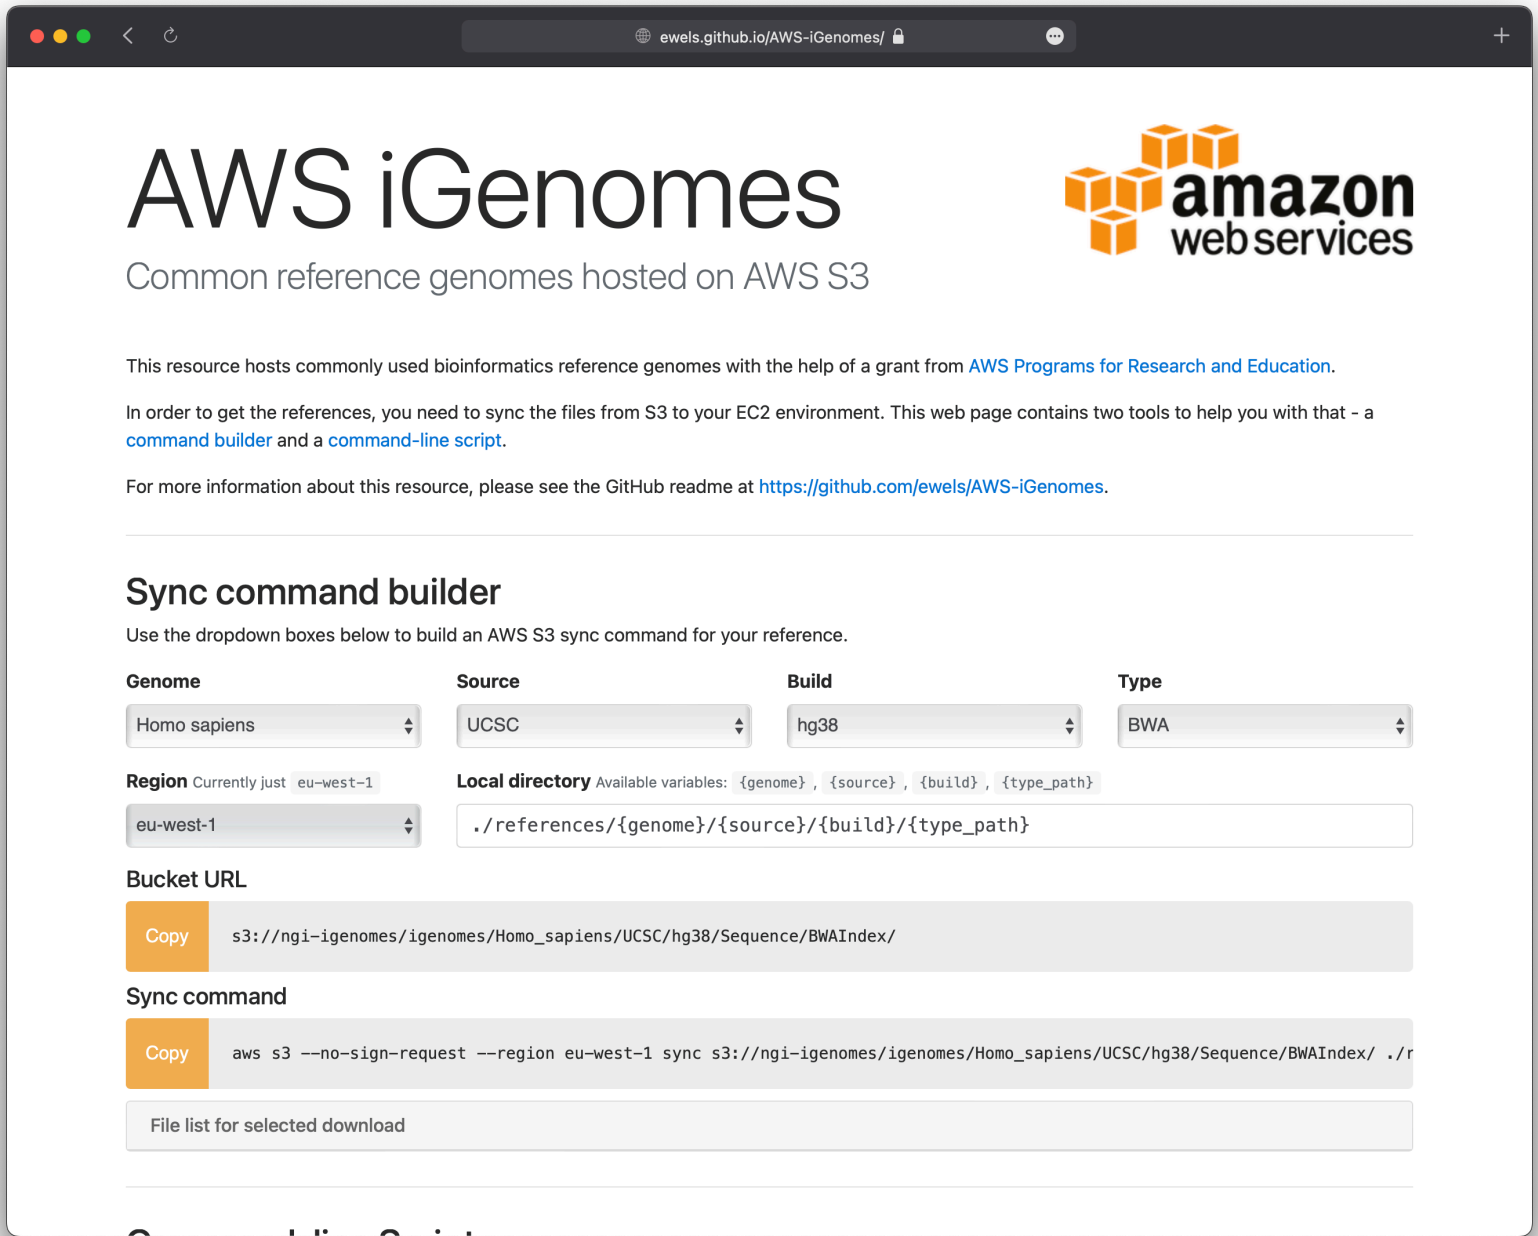 ewels.github.io/AWS-iGenomes/
AWS iGenomes
amazon
web services
Common reference genomes hosted on AWS S3
This resource hosts commonly used bioinformatics reference genomes with the help of a grant from AWS Programs for Research and Education.
In order to get the references, you need to sync the files from S3 to your EC2 environment. This web page contains two tools to help you with that - a
command builder and a command-line script.
For more information about this resource, please see the GitHub readme at https://github.com/ewels/AWS-iGenomes.
Sync command builder
Use the dropdown boxes below to build an AWS S3 sync command for your reference.
Genome Source Build Type
Homo sapiens UCSC hg38 BWA
Region Currently just eu-west-1 Local directory Available variables: {genome} , {source} , {build} , {type_path}
eu-west-1 ./references/{genome}/{source}/{build}/{type_path}
Bucket URL
Copy s3://ngi-igenomes/igenomes/Homo_sapiens/UCSC/hg38/Sequence/BWAIndex/
Sync command
Copy aws s3 --no-sign-request --region eu-west-1 sync s3://ngi-igenomes/igenomes/Homo_sapiens/UCSC/hg38/Sequence/BWAIndex/ ./r
File list for selected download